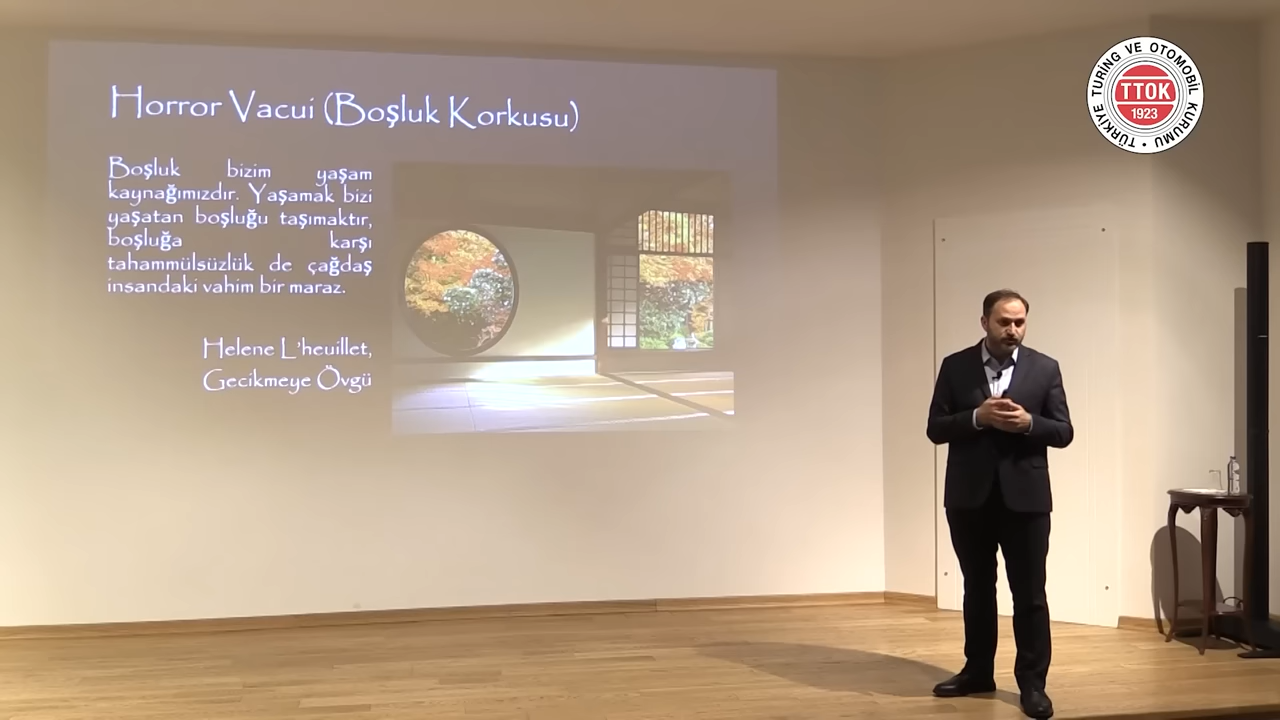 Horror Vacui (Boşluk Korkusu)
Boşluk bizim yaşam
kaynağımızdır. Yaşamak bizi
yaşatan boşluğu taşımaktır,
boşluğa karşı
tahammülsüzlük de çağdaş
insandaki vahim bir maraz.
Helene L'heuillet,
Gecikmeye Övgü
TÜRKİYE TURİNG VE OTOMOBİL KURUMU
TTOK
1923